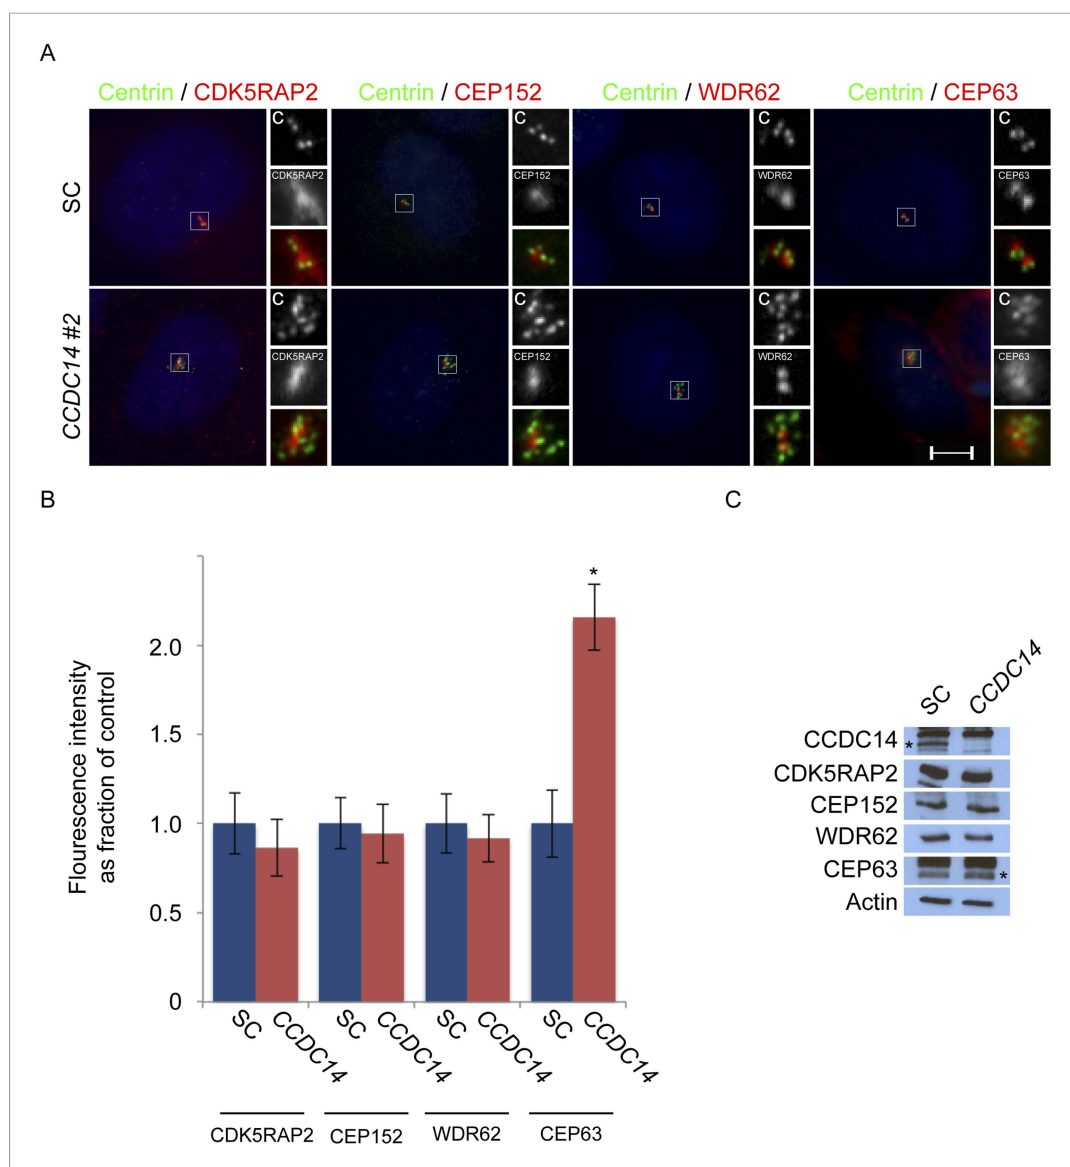 A
Centrin / CDK5RAP2 Centrin / CEP152 Centrin / WDR62 Centrin / CEP63
SC
C C C C
CDK5RAP2 CEP152 WDR62 CEP63
CCDC14 #2
C C C C
CDK5RAP2 CEP152 WDR62 CEP63
B
Flourescence intensity
as fraction of control
2.0
1.5
1.0
0.5
0
*
SC CCDC14 SC CCDC14 SC CCDC14 SC CCDC14
CDK5RAP2 CEP152 WDR62 CEP63
C
SC CCDC14
CCDC14 *
CDK5RAP2
CEP152
WDR62
CEP63 *
Actin